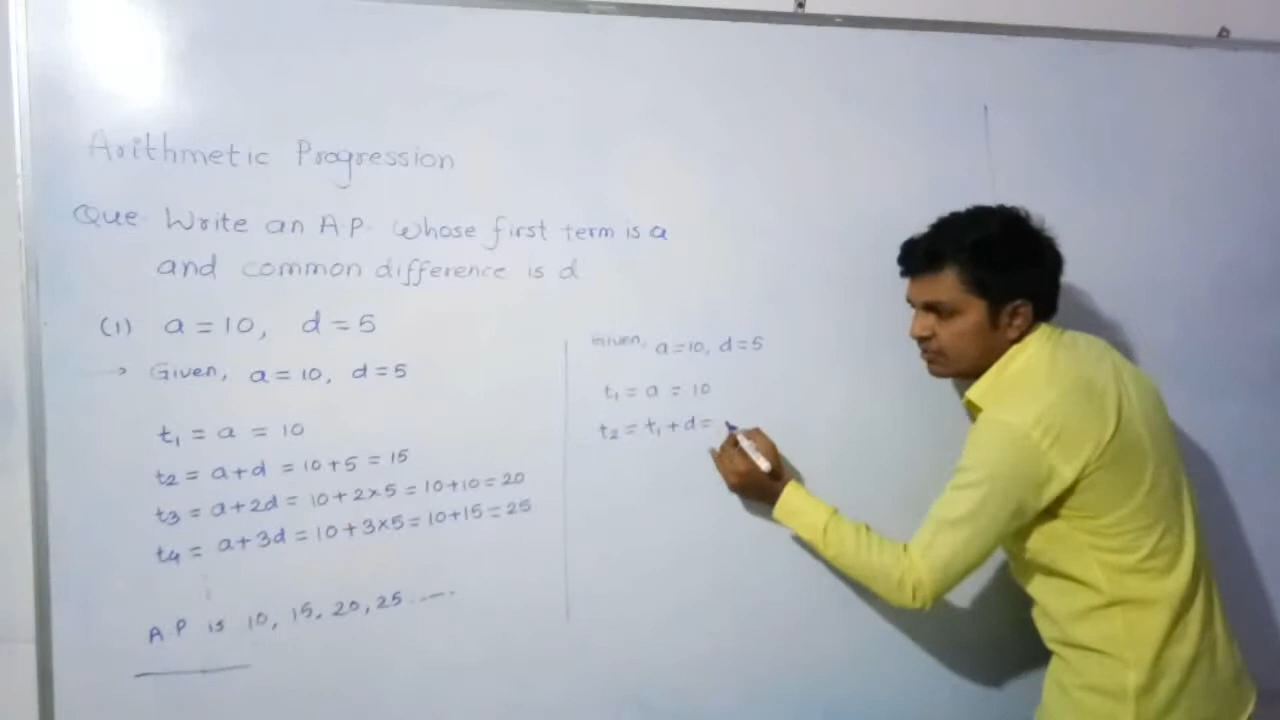 Arithmetic Progression
Que. Write an A.P. whose first term is a
and common difference is d
(1) a = 10, d = 5
→ Given, a = 10, d = 5
t₁ = a = 10
t₂ = a+d = 10+5 = 15
t₃ = a+2d = 10+2×5 = 10+10 = 20
t₄ = a+3d = 10+3×5 = 10+15 = 25
AP is 10, 15, 20, 25 ......
Given, a=10, d=5
t₁ = a = 10
t₂ = t₁+d=